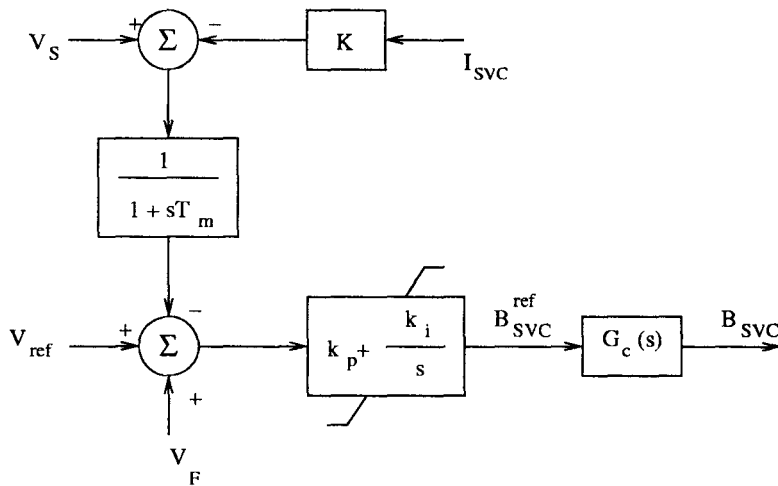 V_S
+
Σ
−
K
I_SVC
1
1 + sT_m
V_ref
+
Σ
−
+
V_F
k_p + k_i
s
B_SVC^ref
G_c (s)
B_SVC